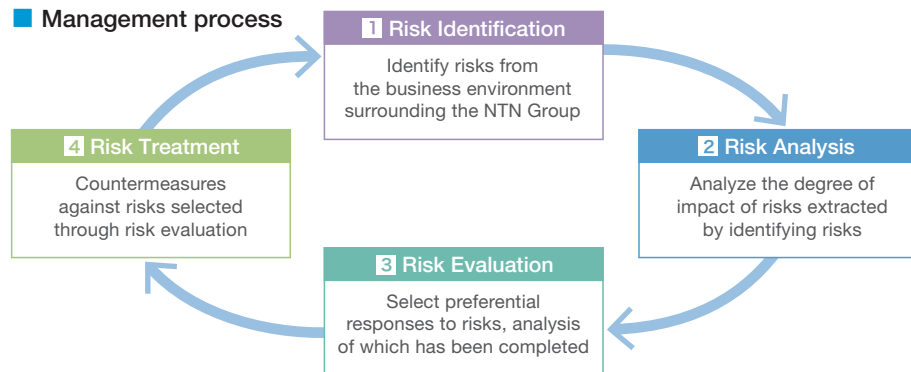 Management process
1 Risk Identification
Identify risks from
the business environment
surrounding the NTN Group
2 Risk Analysis
Analyze the degree of
impact of risks extracted
by identifying risks
3 Risk Evaluation
Select preferential
responses to risks, analysis
of which has been completed
4 Risk Treatment
Countermeasures
against risks selected
through risk evaluation